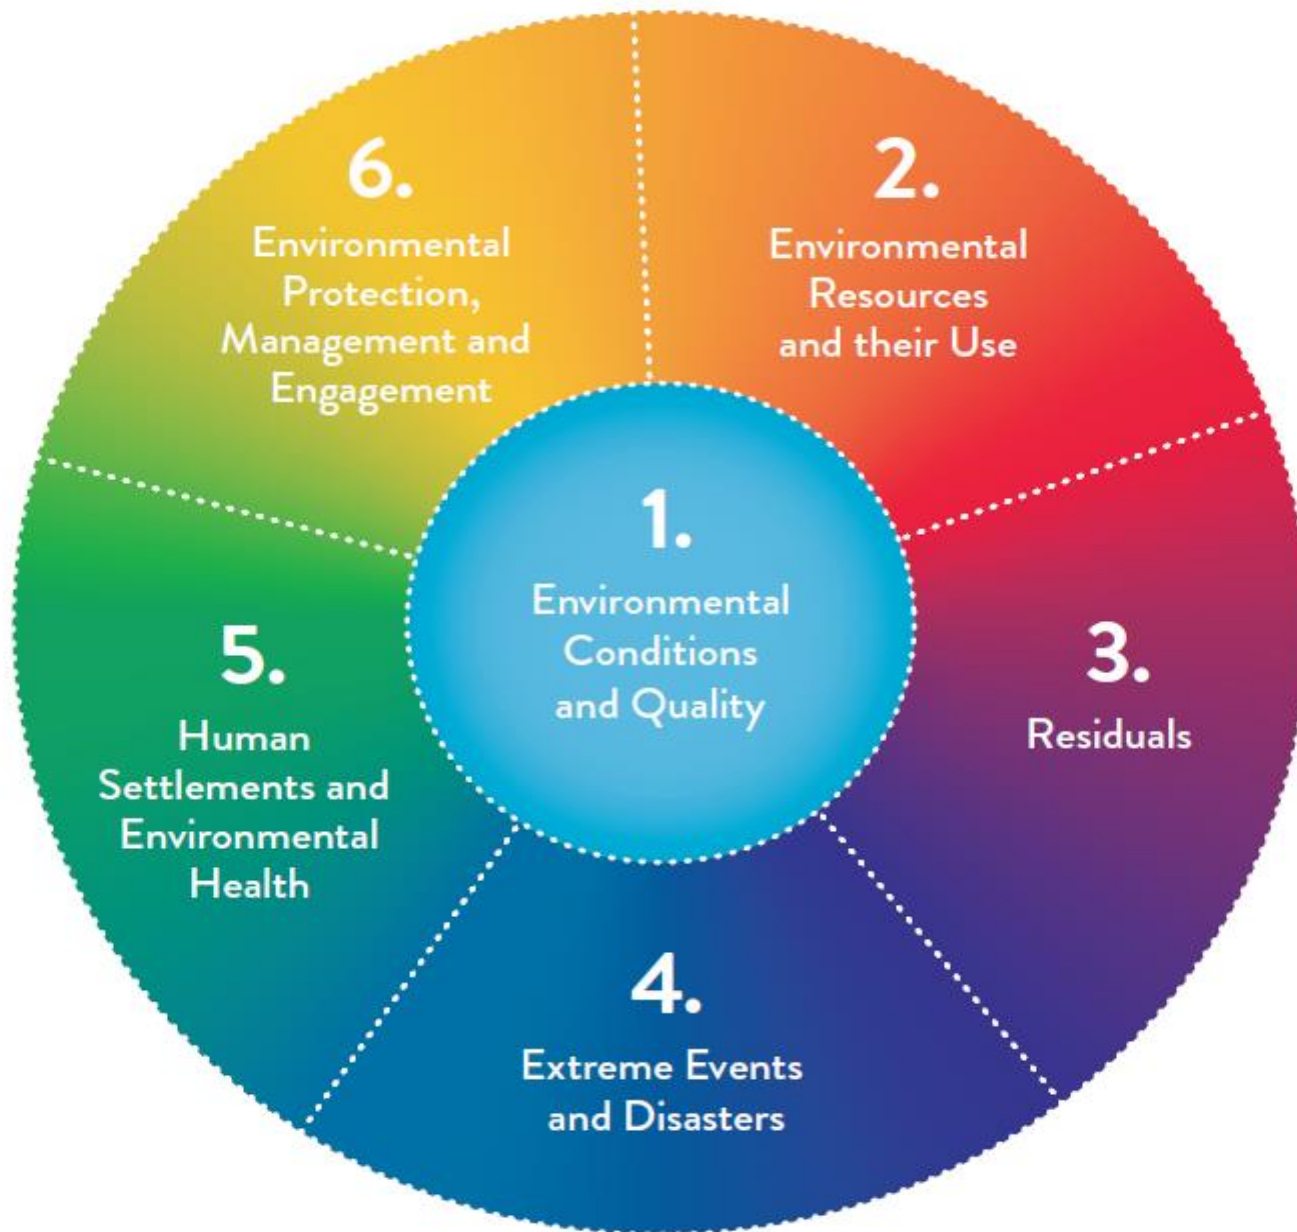 1.
Environmental
Conditions
and Quality
2.
Environmental
Resources
and their Use
3.
Residuals
4.
Extreme Events
and Disasters
5.
Human
Settlements and
Environmental
Health
6.
Environmental
Protection,
Management and
Engagement